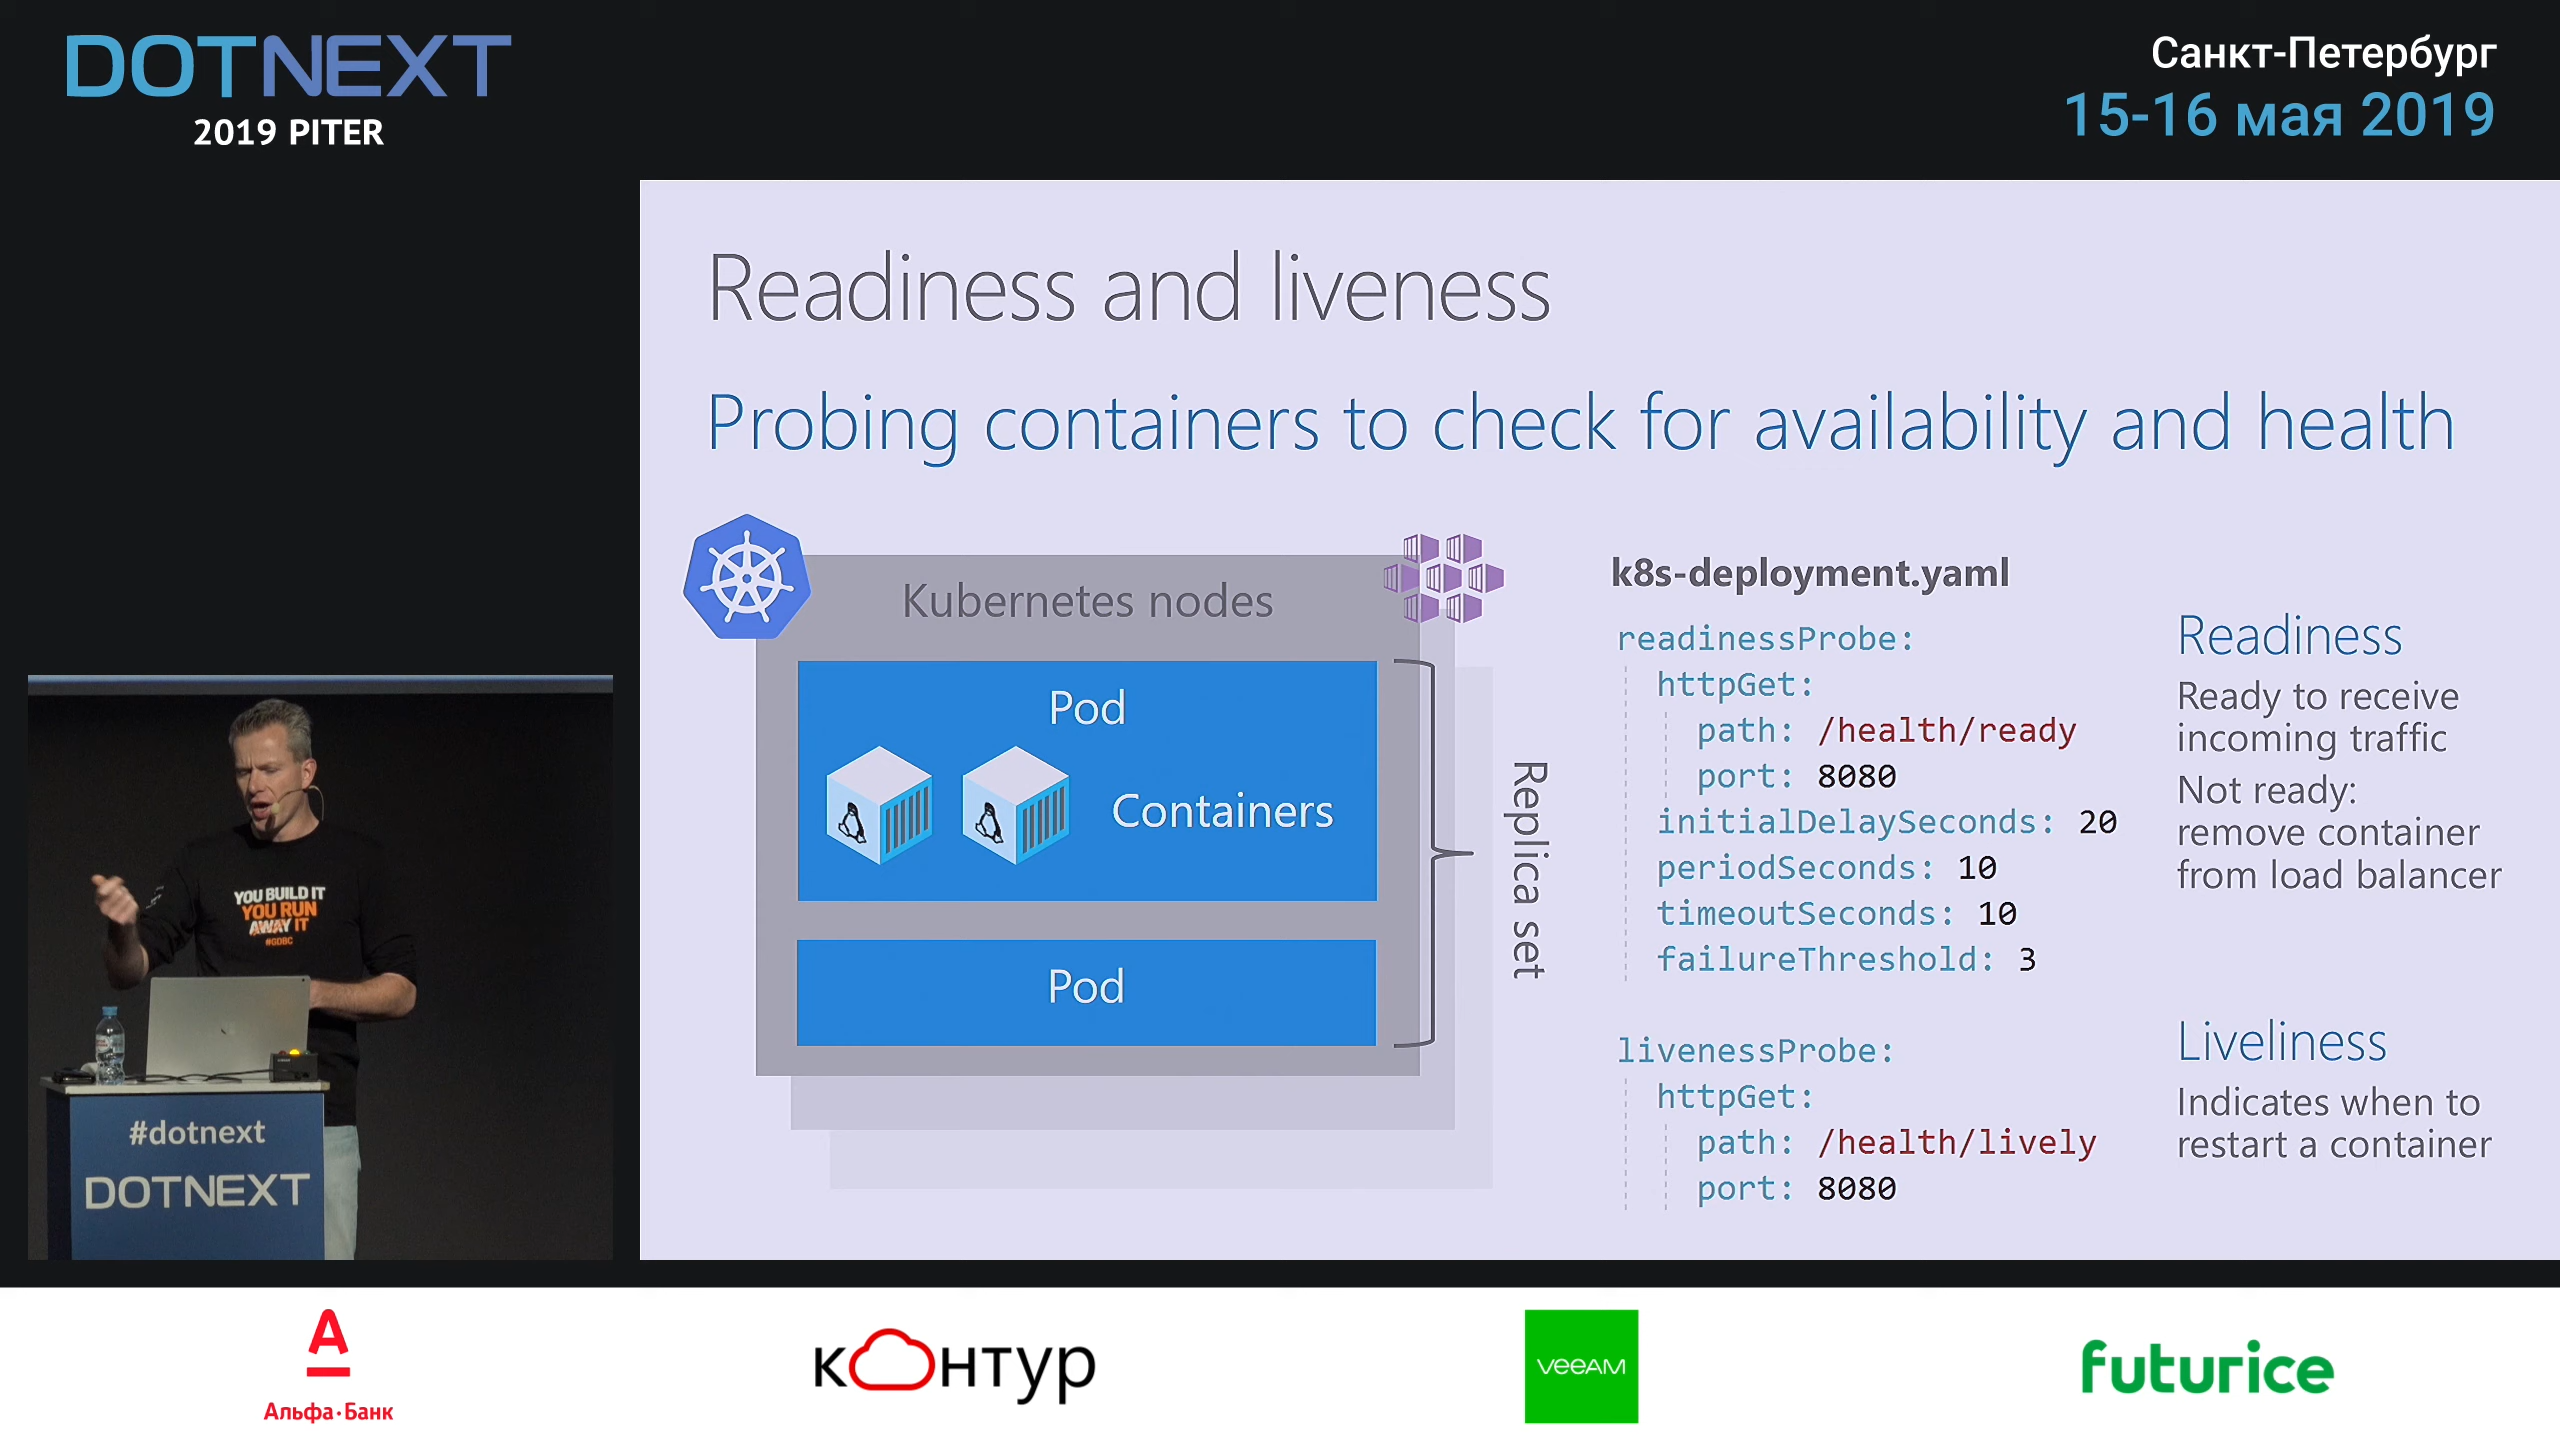 DOTNEXT
2019 PITER
Санкт-Петербург
15-16 мая 2019
Readiness and liveness
Probing containers to check for availability and health
Kubernetes nodes
Pod
Containers
Pod
Replica set
k8s-deployment.yaml
readinessProbe:
httpGet:
path: /health/ready
port: 8080
initialDelaySeconds: 20
periodSeconds: 10
timeoutSeconds: 10
failureThreshold: 3
livenessProbe:
httpGet:
path: /health/lively
port: 8080
Readiness
Ready to receive
incoming traffic
Not ready:
remove container
from load balancer
Liveliness
Indicates when to
restart a container
YOU BUILD IT
YOU RUN
AWAY IT
#GDBC
#dotnext
DOTNEXT
Альфа·Банк
контур
veeAM
futurice